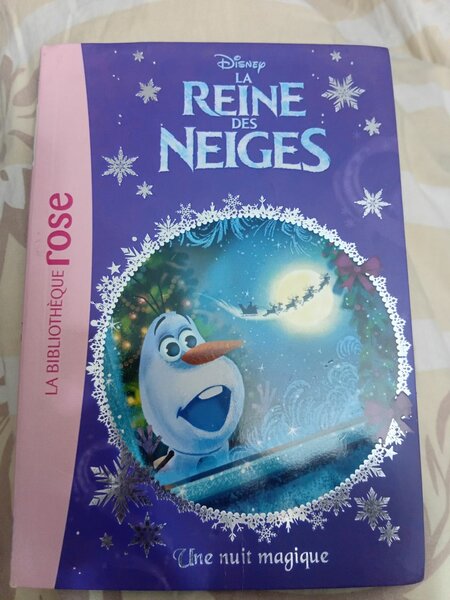 Disney
LA
REINE
DES
NEIGES
LA BIBLIOTHÈQUE rose
Une nuit magique